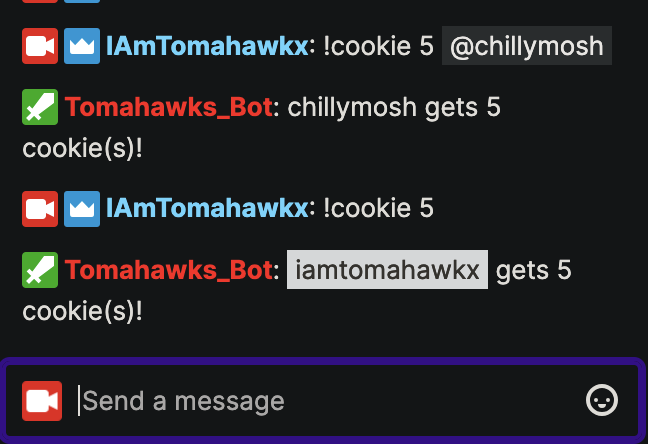 IAmTomahawkx: !cookie 5 @chillymosh
Tomahawks_Bot: chillymosh gets 5
cookie(s)!
IAmTomahawkx: !cookie 5
Tomahawks_Bot: iamtomahawkx gets 5
cookie(s)!
Send a message